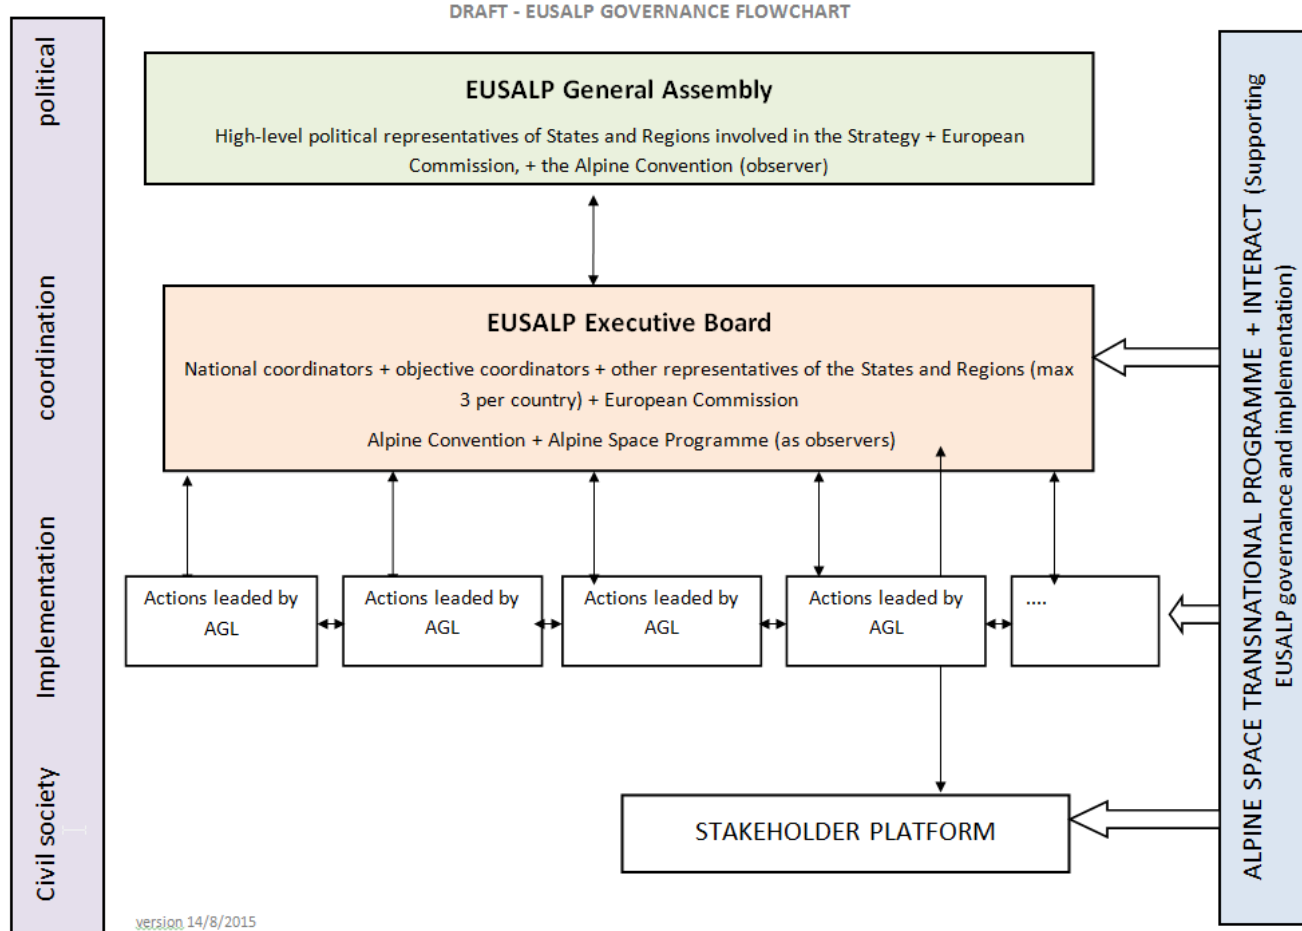 DRAFT - EUSALP GOVERNANCE FLOWCHART
political
EUSALP General Assembly
High-level political representatives of States and Regions involved in the Strategy + European
Commission, + the Alpine Convention (observer)
coordination
EUSALP Executive Board
National coordinators + objective coordinators + other representatives of the States and Regions (max
3 per country) + European Commission
Alpine Convention + Alpine Space Programme (as observers)
Implementation
Actions leaded by
AGL
Actions leaded by
AGL
Actions leaded by
AGL
Actions leaded by
AGL
....
Civil society
STAKEHOLDER PLATFORM
ALPINE SPACE TRANSNATIONAL PROGRAMME + INTERACT (Supporting
EUSALP governance and implementation)
version 14/8/2015